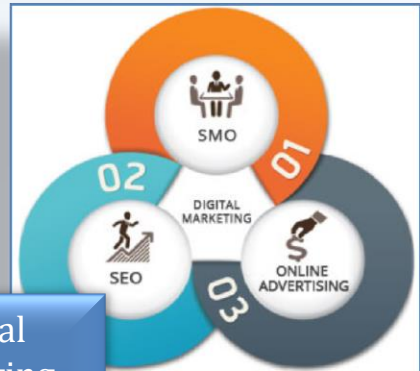 SMO
01
02
DIGITAL
MARKETING
SEO
ONLINE
ADVERTISING
03